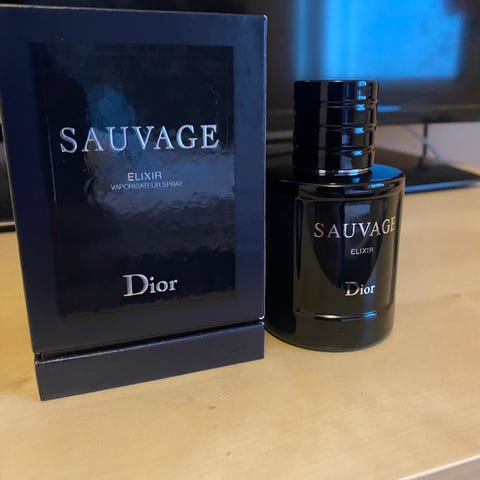 SAUVAGE
ELIXIR
VAPORISATEUR SPRAY
Dior
SAUVAGE
ELIXIR
Dior